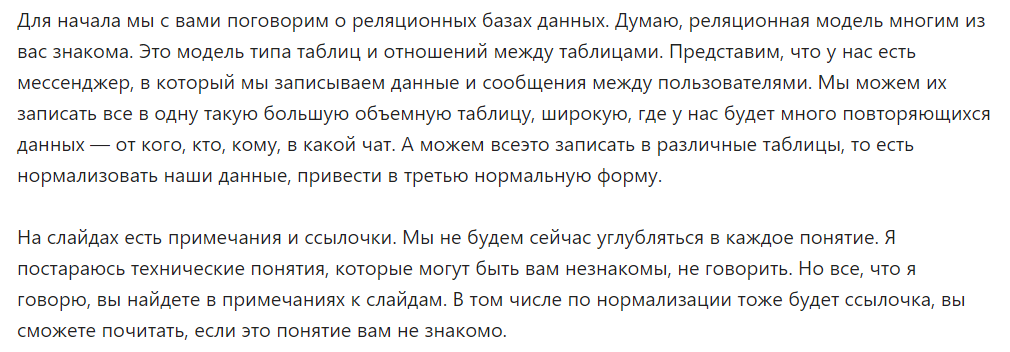 Для начала мы с вами поговорим о реляционных базах данных. Думаю, реляционная модель многим из
вас знакома. Это модель типа таблиц и отношений между таблицами. Представим, что у нас есть
мессенджер, в который мы записываем данные и сообщения между пользователями. Мы можем их
записать все в одну такую большую объемную таблицу, широкую, где у нас будет много повторяющихся
данных — от кого, кто, кому, в какой чат. А можем всеэто записать в различные таблицы, то есть
нормализовать наши данные, привести в третью нормальную форму.
На слайдах есть примечания и ссылочки. Мы не будем сейчас углубляться в каждое понятие. Я
постараюсь технические понятия, которые могут быть вам незнакомы, не говорить. Но все, что я
говорю, вы найдете в примечаниях к слайдам. В том числе по нормализации тоже будет ссылочка, вы
сможете почитать, если это понятие вам не знакомо.